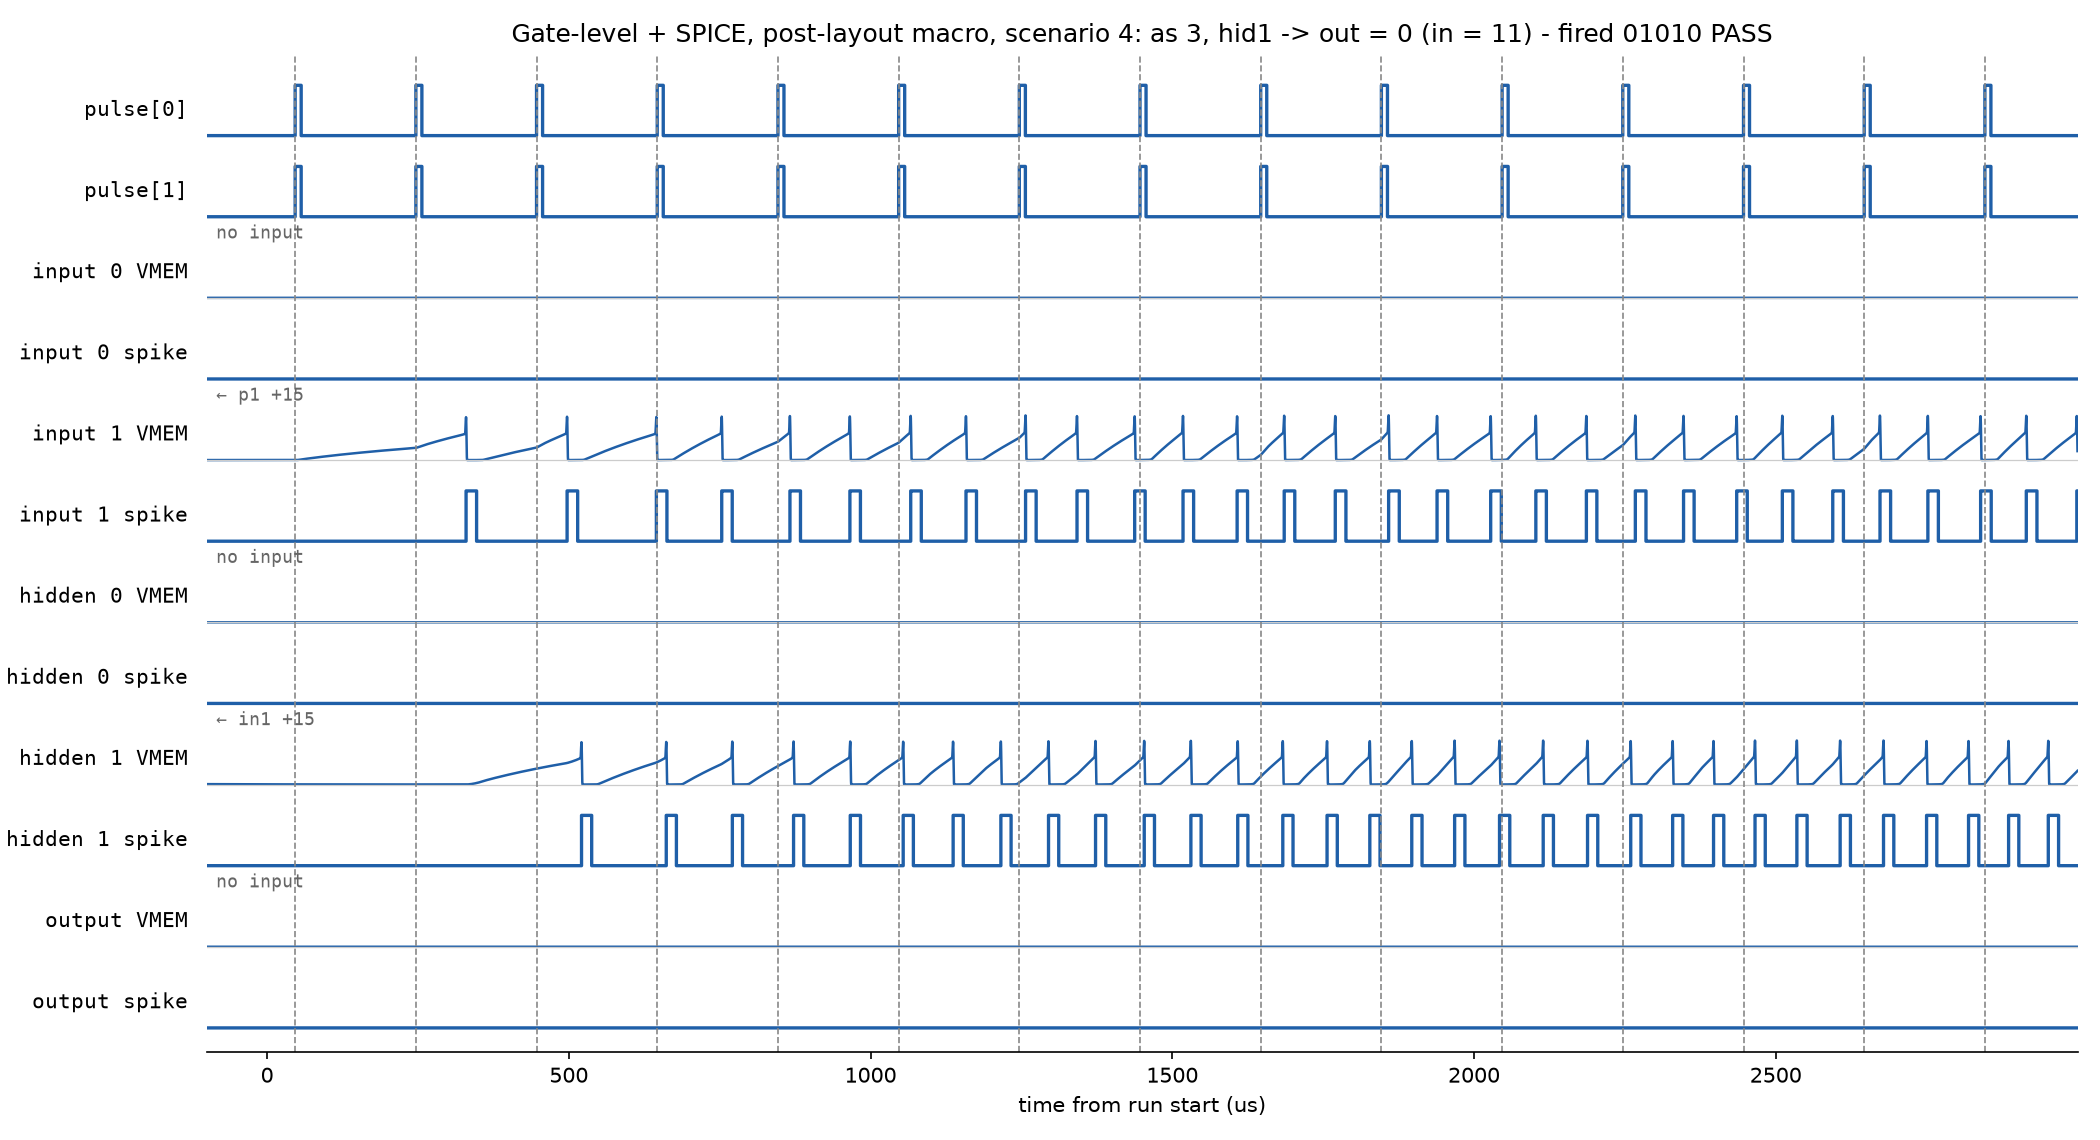 Gate-level + SPICE, post-layout macro, scenario 4: as 3, hid1 -> out = 0 (in = 11) - fired 01010 PASS
pulse[0]
pulse[1]
no input
input 0 VMEM
input 0 spike
← p1 +15
input 1 VMEM
input 1 spike
no input
hidden 0 VMEM
hidden 0 spike
← in1 +15
hidden 1 VMEM
hidden 1 spike
no input
output VMEM
output spike
0 500 1000 1500 2000 2500
time from run start (us)